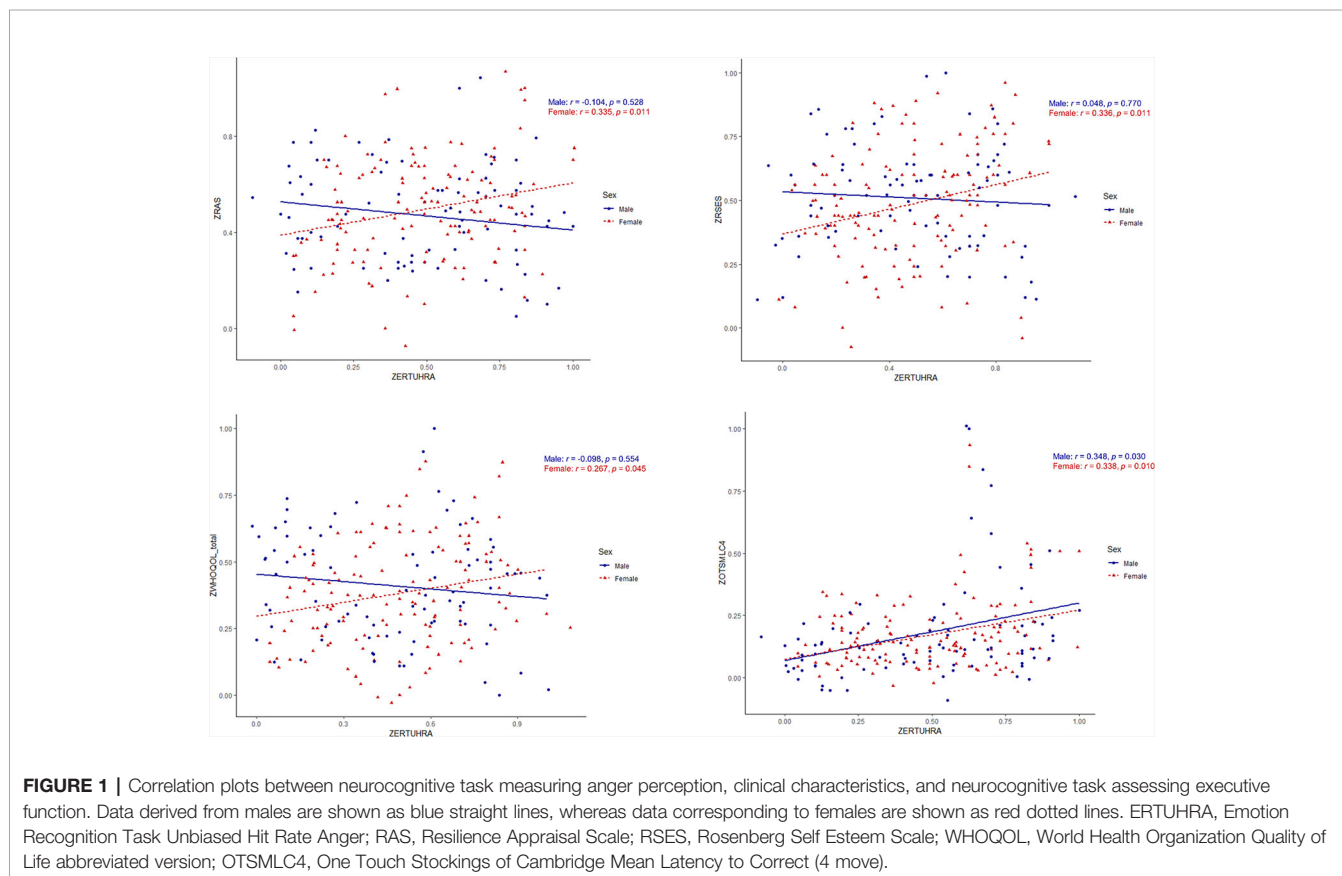 Male: r = -0.104, p = 0.528
Female: r = 0.335, p = 0.011
ZRAS
0.8
0.4
0.0
Sex
Male
Female
0.00 0.25 0.50 0.75 1.00
ZERTUHRA
1.00
Male: r = 0.048, p = 0.770
Female: r = 0.336, p = 0.011
0.75
ZRSES
0.50
0.25
0.00
Sex
Male
Female
0.0 0.4 0.8
ZERTUHRA
1.00
Male: r = -0.098, p = 0.554
Female: r = 0.267, p = 0.045
0.75
ZWHOQOL_total
0.50
0.25
0.00
Sex
Male
Female
0.0 0.3 0.6 0.9
ZERTUHRA
1.00
Male: r = 0.348, p = 0.030
Female: r = 0.338, p = 0.010
0.75
ZOTSMLC4
0.50
0.25
0.00
Sex
Male
Female
0.00 0.25 0.50 0.75 1.00
ZERTUHRA
FIGURE 1 | Correlation plots between neurocognitive task measuring anger perception, clinical characteristics, and neurocognitive task assessing executive
function. Data derived from males are shown as blue straight lines, whereas data corresponding to females are shown as red dotted lines. ERTUHRA, Emotion
Recognition Task Unbiased Hit Rate Anger; RAS, Resilience Appraisal Scale; RSES, Rosenberg Self Esteem Scale; WHOQOL, World Health Organization Quality of
Life abbreviated version; OTSMLC4, One Touch Stockings of Cambridge Mean Latency to Correct (4 move).